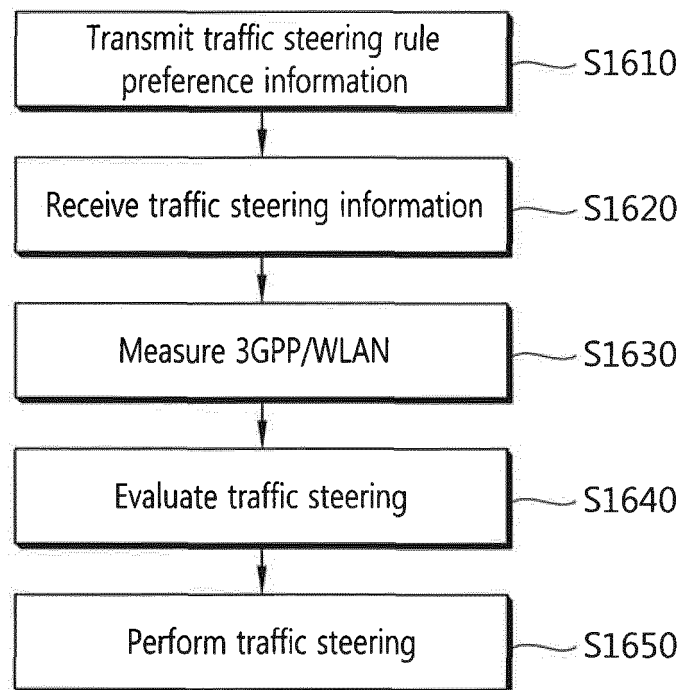 Transmit traffic steering rule
preference information
S1610
Receive traffic steering information
S1620
Measure 3GPP/WLAN
S1630
Evaluate traffic steering
S1640
Perform traffic steering
S1650